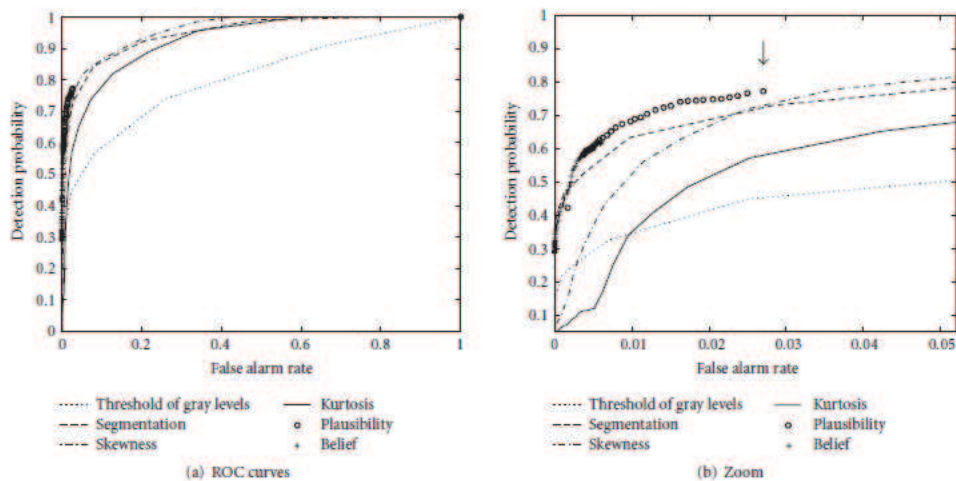 Detection probability
1
0.9
0.8
0.7
0.6
0.5
0.4
0.3
0.2
0.1
0
0 0.2 0.4 0.6 0.8 1
False alarm rate
Threshold of gray levels
Segmentation
Skewness
Kurtosis
Plausibility
Belief
(a) ROC curves
Detection probability
1
0.9
0.8
0.7
0.6
0.5
0.4
0.3
0.2
0.1
0 0.01 0.02 0.03 0.04 0.05
False alarm rate
Threshold of gray levels
Segmentation
Skewness
Kurtosis
Plausibility
Belief
(b) Zoom